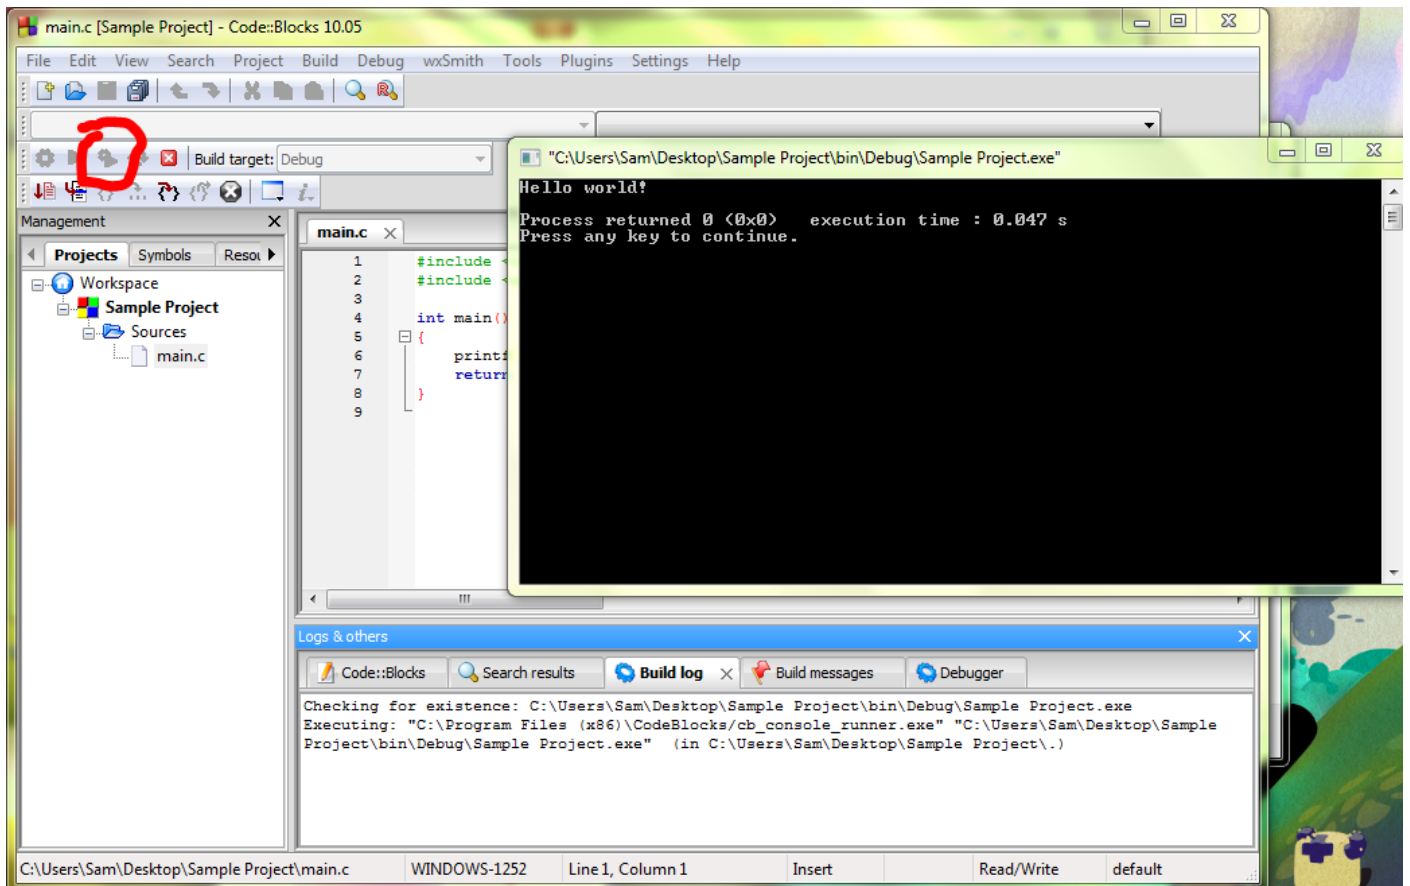 main.c [Sample Project] - Code::Blocks 10.05
File Edit View Search Project Build Debug wxSmith Tools Plugins Settings Help
Build target: Debug
"C:\Users\Sam\Desktop\Sample Project\bin\Debug\Sample Project.exe"
Hello world!
Process returned 0 (0x0)   execution time : 0.047 s
Press any key to continue.
Management
Projects Symbols
Workspace
Sample Project
Sources
main.c
main.c
1 #include <
2 #include <
3
4 int main()
5 {
6 printf
7 return
8 }
9
Logs & others
Code::Blocks Search results Build log Build messages Debugger
Checking for existence: C:\Users\Sam\Desktop\Sample Project\bin\Debug\Sample Project.exe
Executing: "C:\Program Files (x86)\CodeBlocks/cb_console_runner.exe" "C:\Users\Sam\Desktop\Sample
Project\bin\Debug\Sample Project.exe"  (in C:\Users\Sam\Desktop\Sample Project\.)
C:\Users\Sam\Desktop\Sample Project\main.c WINDOWS-1252 Line 1, Column 1 Insert Read/Write default